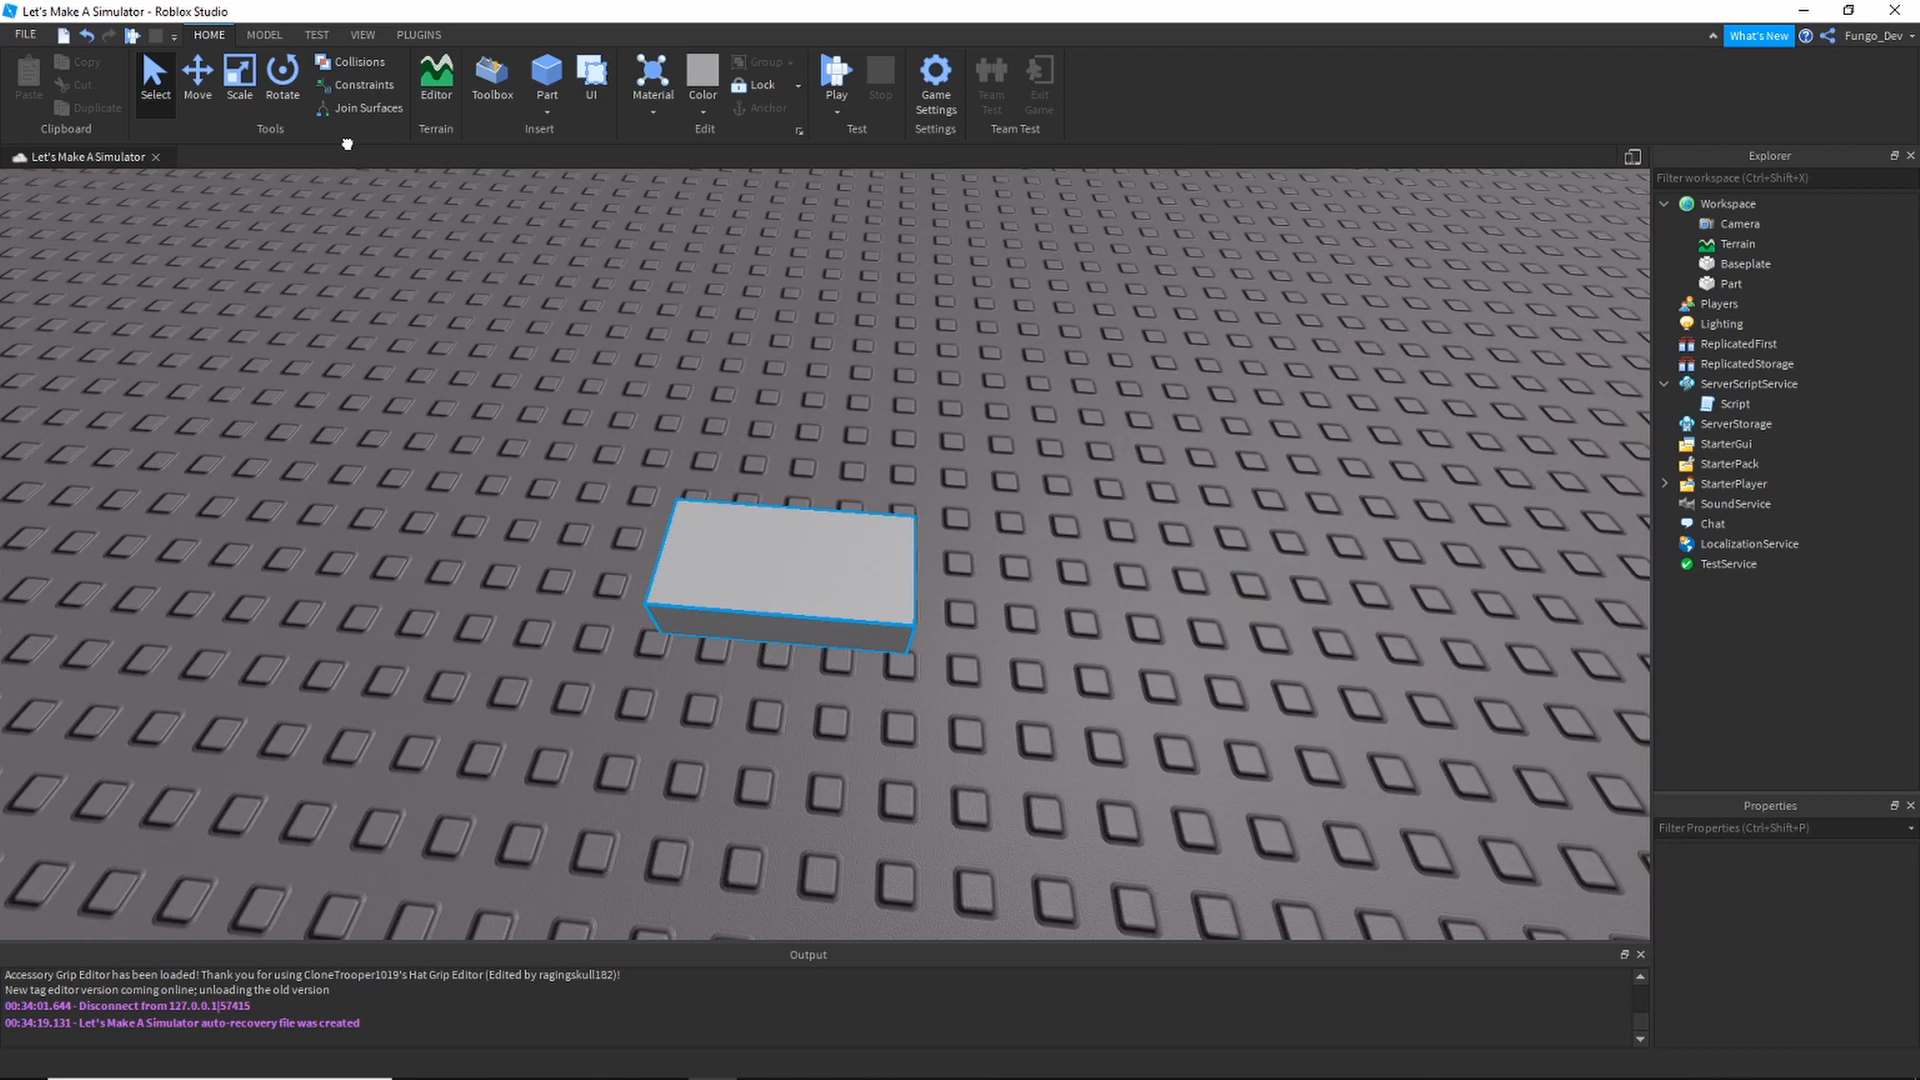 Let's Make A Simulator - Roblox Studio
FILE
HOME
MODEL
TEST
VIEW
PLUGINS
What's New
Fungo_Dev
Paste
Copy
Cut
Duplicate
Clipboard
Select
Move
Scale
Rotate
Collisions
Constraints
Join Surfaces
Tools
Editor
Terrain
Toolbox
Part
UI
Insert
Material
Color
Group
Lock
Anchor
Edit
Play
Stop
Test
Game
Settings
Settings
Team
Test
Exit
Game
Team Test
Let's Make A Simulator
Explorer
Filter workspace (Ctrl+Shift+X)
Workspace
Camera
Terrain
Baseplate
Part
Players
Lighting
ReplicatedFirst
ReplicatedStorage
ServerScriptService
Script
ServerStorage
StarterGui
StarterPack
StarterPlayer
SoundService
Chat
LocalizationService
TestService
Properties
Filter Properties (Ctrl+Shift+P)
Output
Accessory Grip Editor has been loaded! Thank you for using CloneTrooper1019's Hat Grip Editor (Edited by ragingskull182)!
New tag editor version coming online; unloading the old version
00:34:01.644 - Disconnect from 127.0.0.1|57415
00:34:19.131 - Let's Make A Simulator auto-recovery file was created